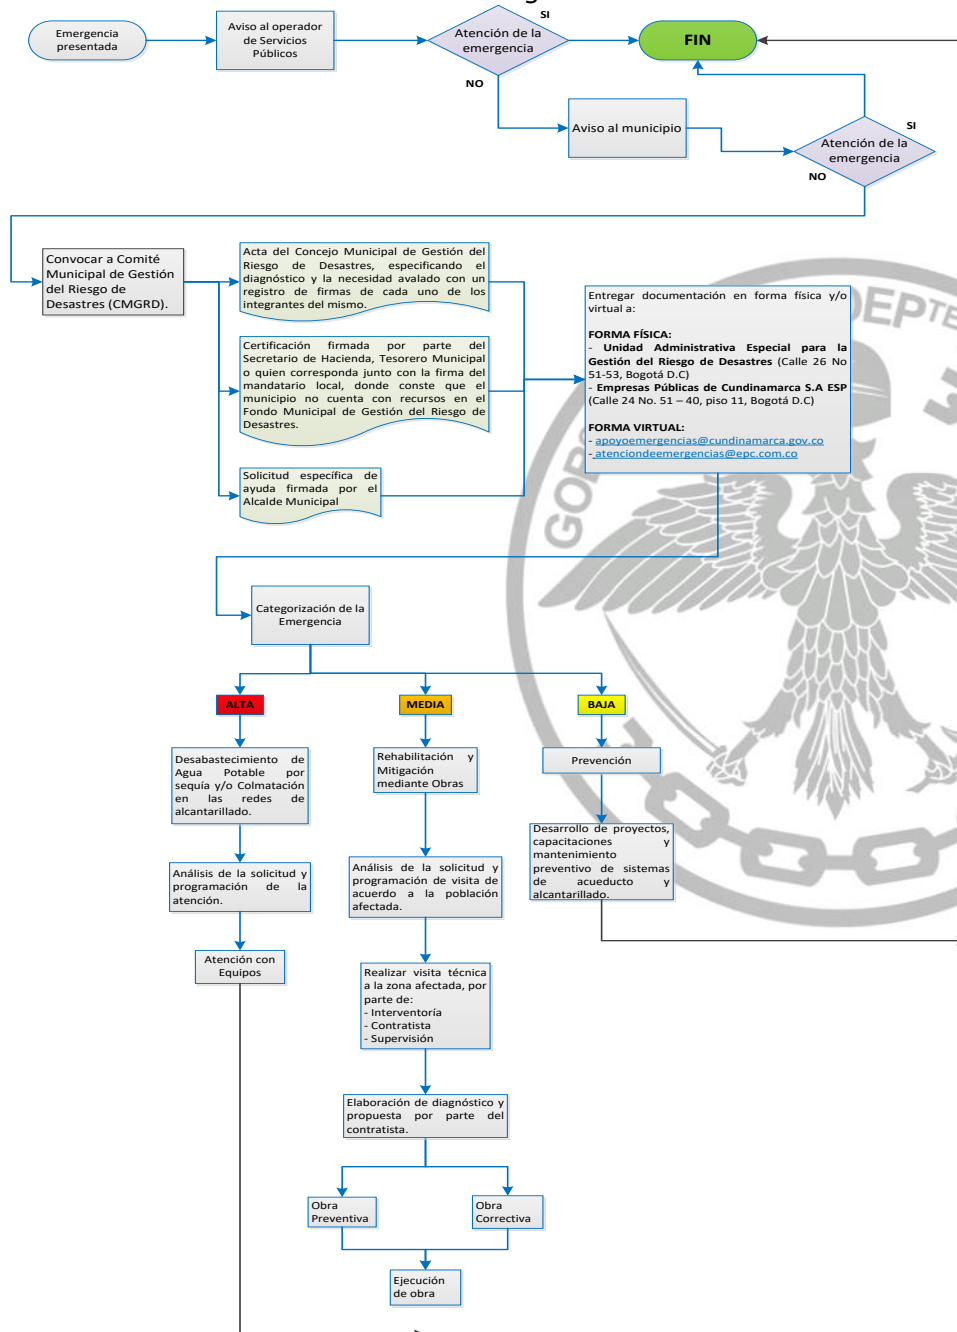 Emergencia
presentada
Aviso al operador
de Servicios
Públicos
Atención de la
emergencia
SI
NO
FIN
Aviso al municipio
Atención de la
emergencia
SI
NO
Convocar a Comité
Municipal de Gestión
del Riesgo de
Desastres (CMGRD).
Acta del Concejo Municipal de Gestión del
Riesgo de Desastres, especificando el
diagnóstico y la necesidad avalado con un
registro de firmas de cada uno de los
integrantes del mismo.
Certificación firmada por parte del
Secretario de Hacienda, Tesorero Municipal
o quien corresponda junto con la firma del
mandatario local, donde conste que el
municipio no cuenta con recursos en el
Fondo Municipal de Gestión del Riesgo de
Desastres.
Solicitud específica de
ayuda firmada por el
Alcalde Municipal
Entregar documentación en forma física y/o
virtual a:
FORMA FÍSICA:
- Unidad Administrativa Especial para la
Gestión del Riesgo de Desastres (Calle 26 No
51-53, Bogotá D.C)
- Empresas Públicas de Cundinamarca S.A ESP
(Calle 24 No. 51 – 40, piso 11, Bogotá D.C)
FORMA VIRTUAL:
- apoyoemergencias@cundinamarca.gov.co
- atenciondeemergencias@epc.com.co
Categorización de la
Emergencia
ALTA
MEDIA
BAJA
Desabastecimiento de
Agua Potable por
sequía y/o Colmatación
en las redes de
alcantarillado.
Rehabilitación y
Mitigación
mediante Obras
Prevención
Análisis de la solicitud y
programación de la
atención.
Análisis de la solicitud y
programación de visita de
acuerdo a la población
afectada.
Desarrollo de proyectos,
capacitaciones y
mantenimiento
preventivo de sistemas
de acueducto y
alcantarillado.
Atención con
Equipos
Realizar visita técnica
a la zona afectada, por
parte de:
- Interventoría
- Contratista
- Supervisión
Elaboración de diagnóstico y
propuesta por parte del
contratista.
Obra
Preventiva
Obra
Correctiva
Ejecución
de obra